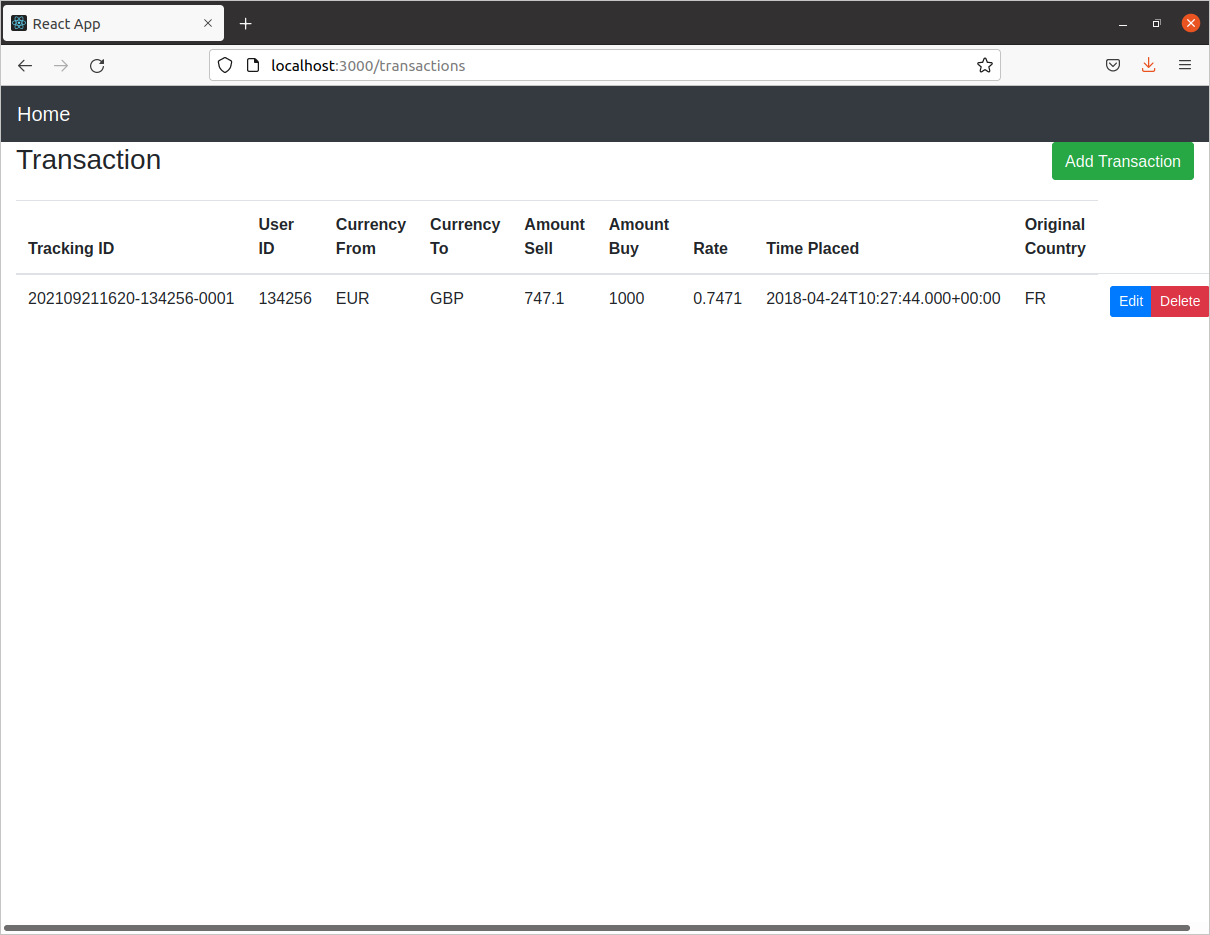 React App
localhost:3000/transactions
Home
Transaction
Add Transaction
Tracking ID User ID Currency From Currency To Amount Sell Amount Buy Rate Time Placed Original Country
202109211620-134256-0001 134256 EUR GBP 747.1 1000 0.7471 2018-04-24T10:27:44.000+00:00 FR Edit Delete